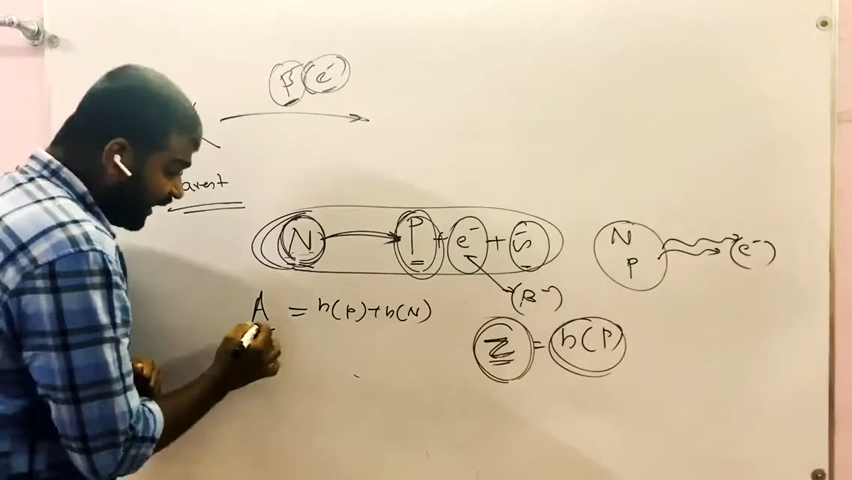 β e⁻
arent
N → P + e⁻ + ν̄
N
P
(e⁻)
(β⁻)
A = n(P)+n(N)
Z = n(P)